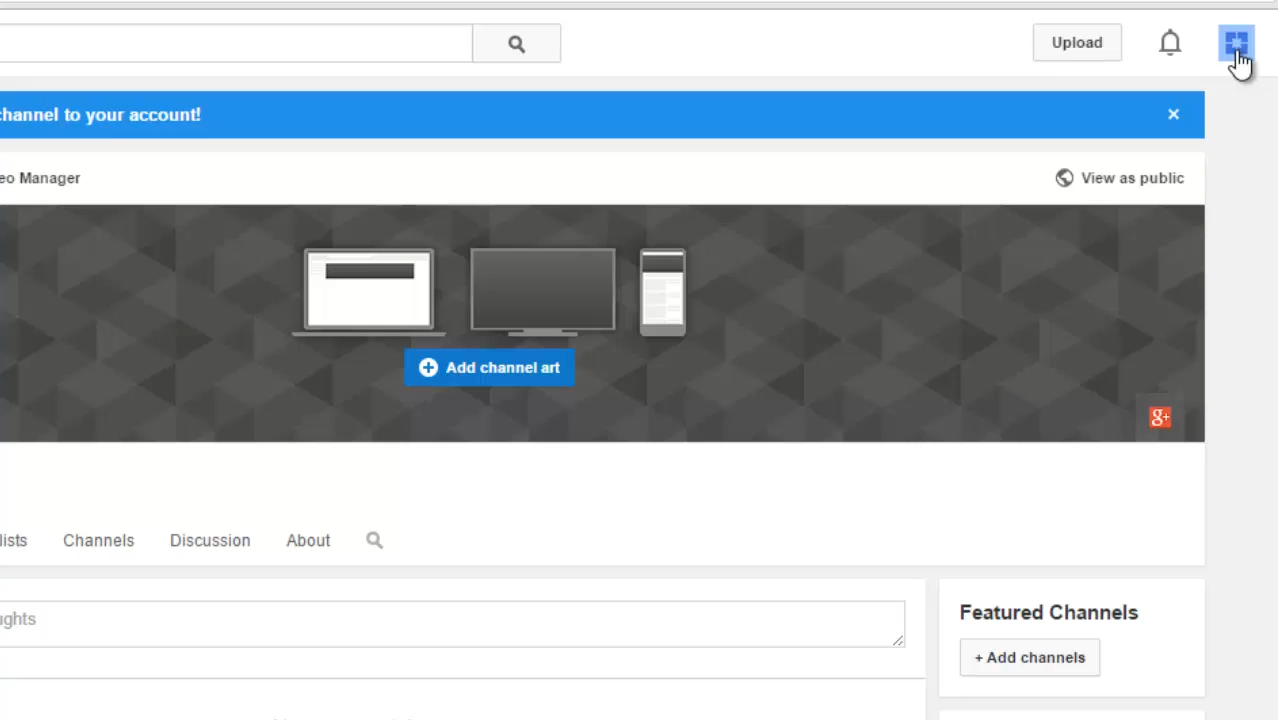 Upload
channel to your account!
eo Manager
View as public
Add channel art
g+
lists
Channels
Discussion
About
ughts
Featured Channels
+ Add channels